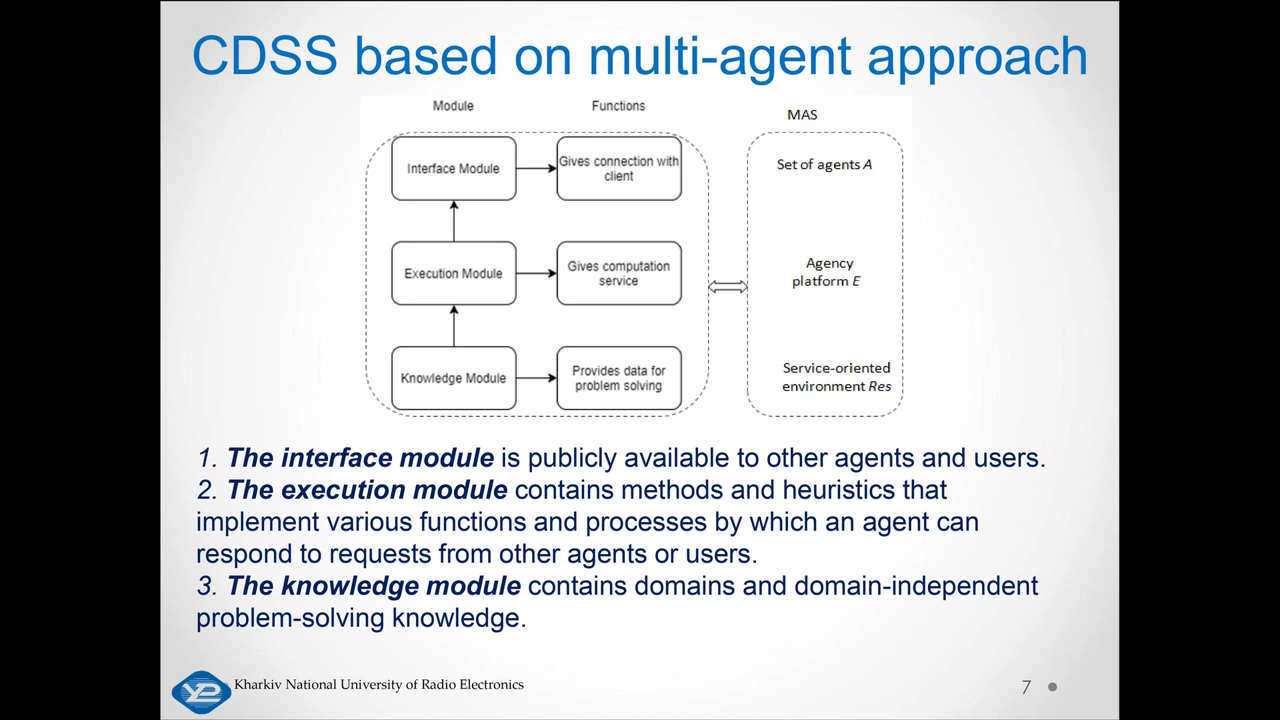 CDSS based on multi-agent approach
Module
Functions
MAS
Interface Module
Gives connection with
client
Set of agents A
Execution Module
Gives computation
service
Agency
platform E
Knowledge Module
Provides data for
problem solving
Service-oriented
environment Res
1. The interface module is publicly available to other agents and users.
2. The execution module contains methods and heuristics that
implement various functions and processes by which an agent can
respond to requests from other agents or users.
3. The knowledge module contains domains and domain-independent
problem-solving knowledge.
Kharkiv National University of Radio Electronics
7